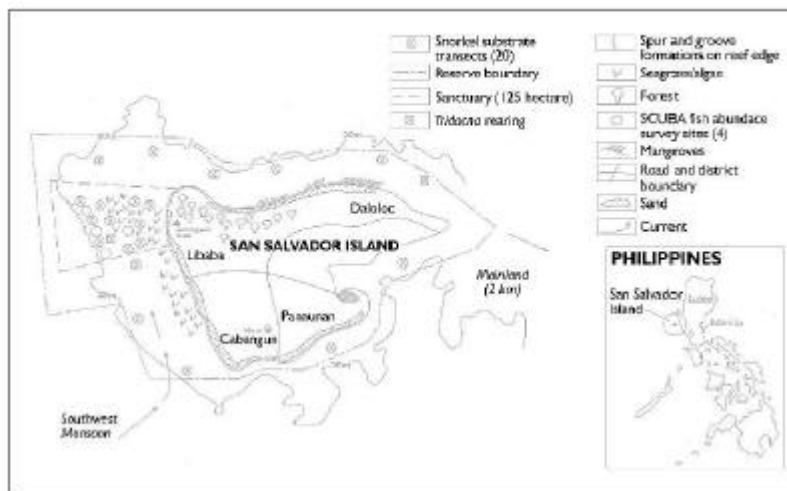 Snorkel substrate
transects (20)
Reserve boundary
Sanctuary (125 hectare)
Tridacna rearing
Spur and groove
formations on reef edge
Seagrass/algae
Forest
SCUBA fish abundace
survey sites (4)
Mangroves
Road and district
boundary
Sand
Current
Daloloc
SAN SALVADOR ISLAND
Libaba
Mainland
(2 km)
Panaunan
Cabangun
Southwest
Monsoon
PHILIPPINES
San Salvador
Island